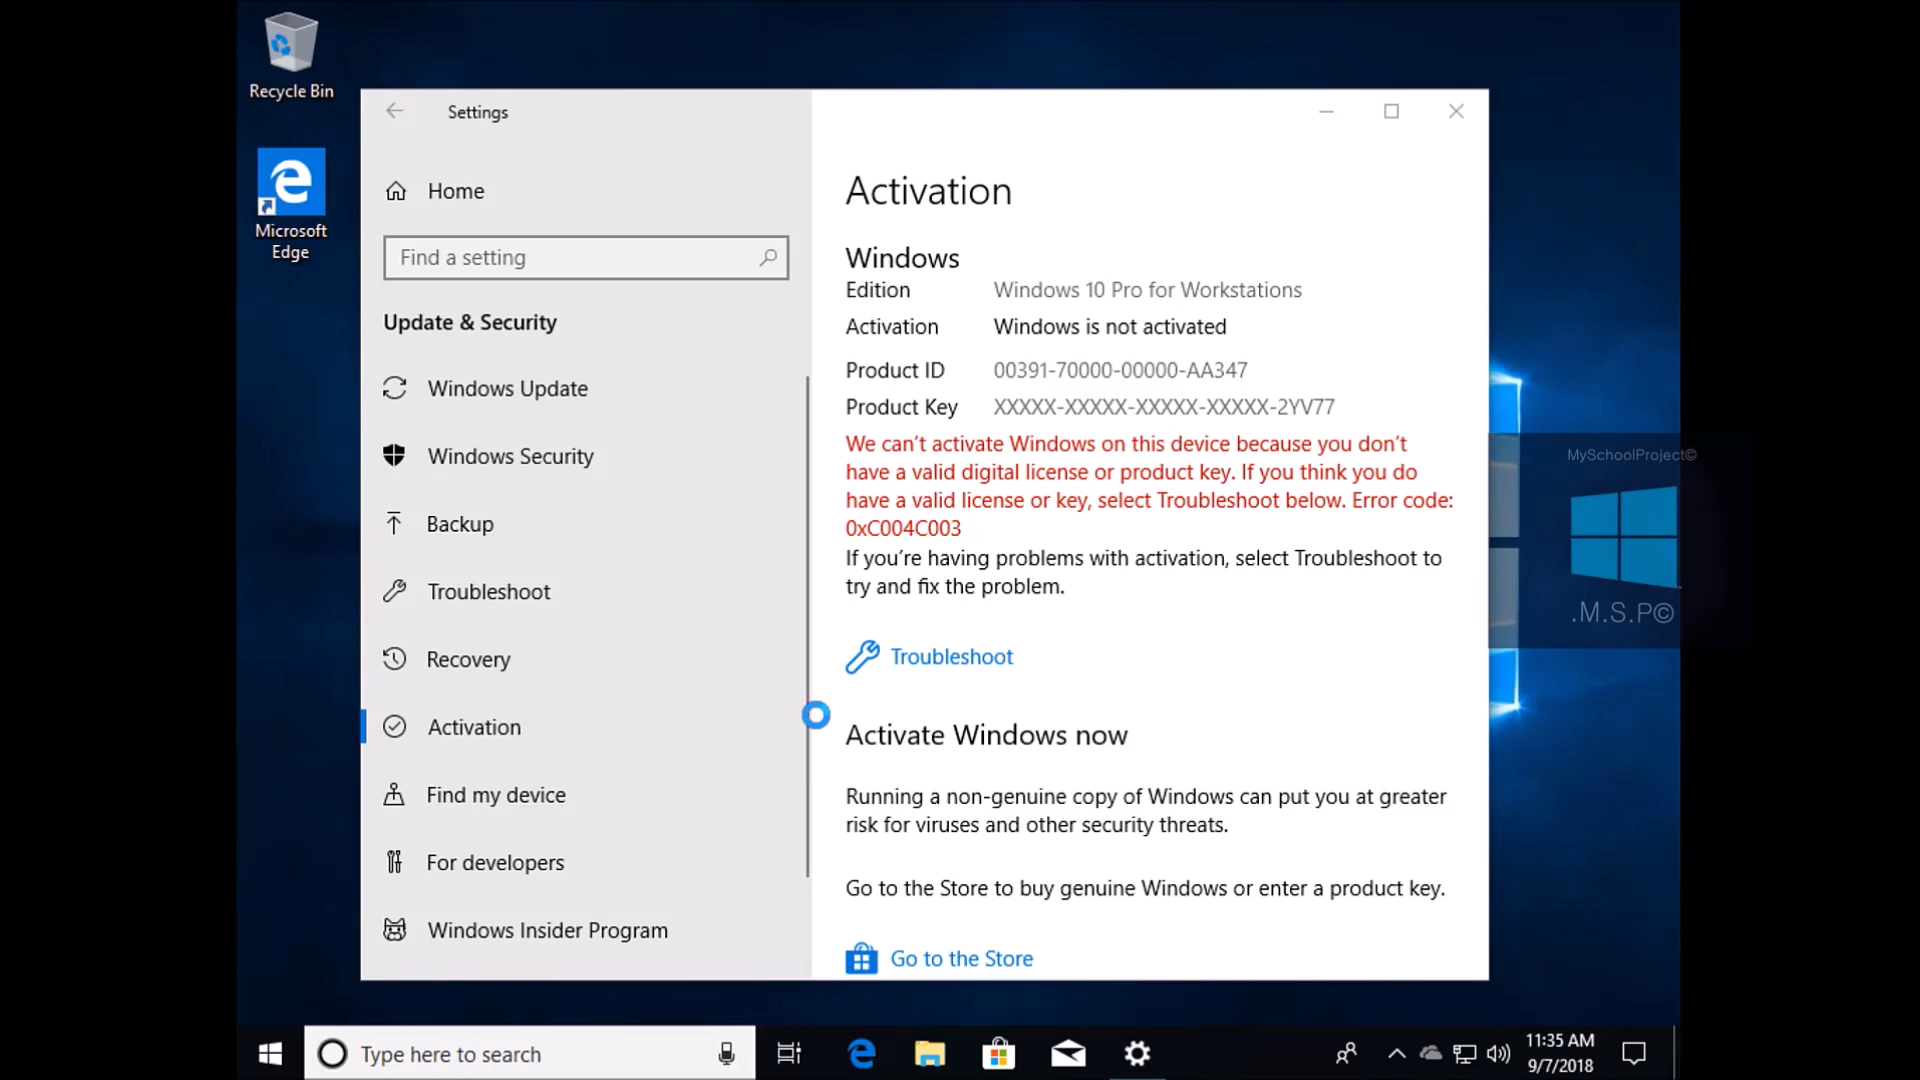 Recycle Bin
Microsoft
Edge
Settings
Home
Find a setting
Update & Security
Windows Update
Windows Security
Backup
Troubleshoot
Recovery
Activation
Find my device
For developers
Windows Insider Program
Activation
Windows
Edition Windows 10 Pro for Workstations
Activation Windows is not activated
Product ID 00391-70000-00000-AA347
Product Key XXXXX-XXXXX-XXXXX-XXXXX-2YV77
We can't activate Windows on this device because you don't
have a valid digital license or product key. If you think you do
have a valid license or key, select Troubleshoot below. Error code:
0xC004C003
If you're having problems with activation, select Troubleshoot to
try and fix the problem.
Troubleshoot
Activate Windows now
Running a non-genuine copy of Windows can put you at greater
risk for viruses and other security threats.
Go to the Store to buy genuine Windows or enter a product key.
Go to the Store
MySchoolProject©
.M.S.P©
Type here to search
11:35 AM
9/7/2018